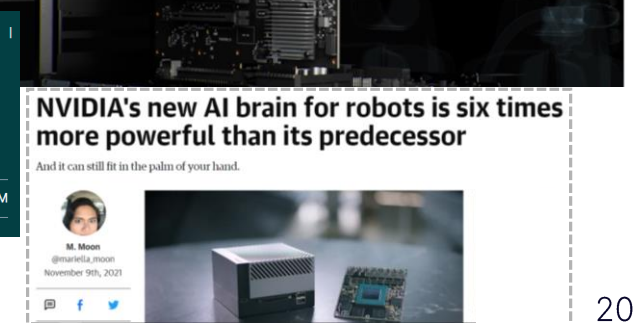 I
M
NVIDIA's new AI brain for robots is six times
more powerful than its predecessor
And it can still fit in the palm of your hand.
M. Moon
@mariella_moon
November 9th, 2021
20